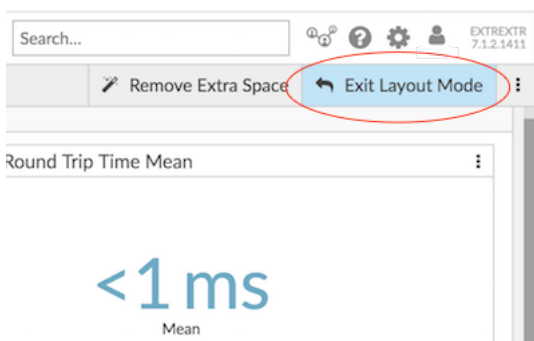 Search...
EXTREXTR
7.1.2.1411
Remove Extra Space
Exit Layout Mode
Round Trip Time Mean
<1 ms
Mean